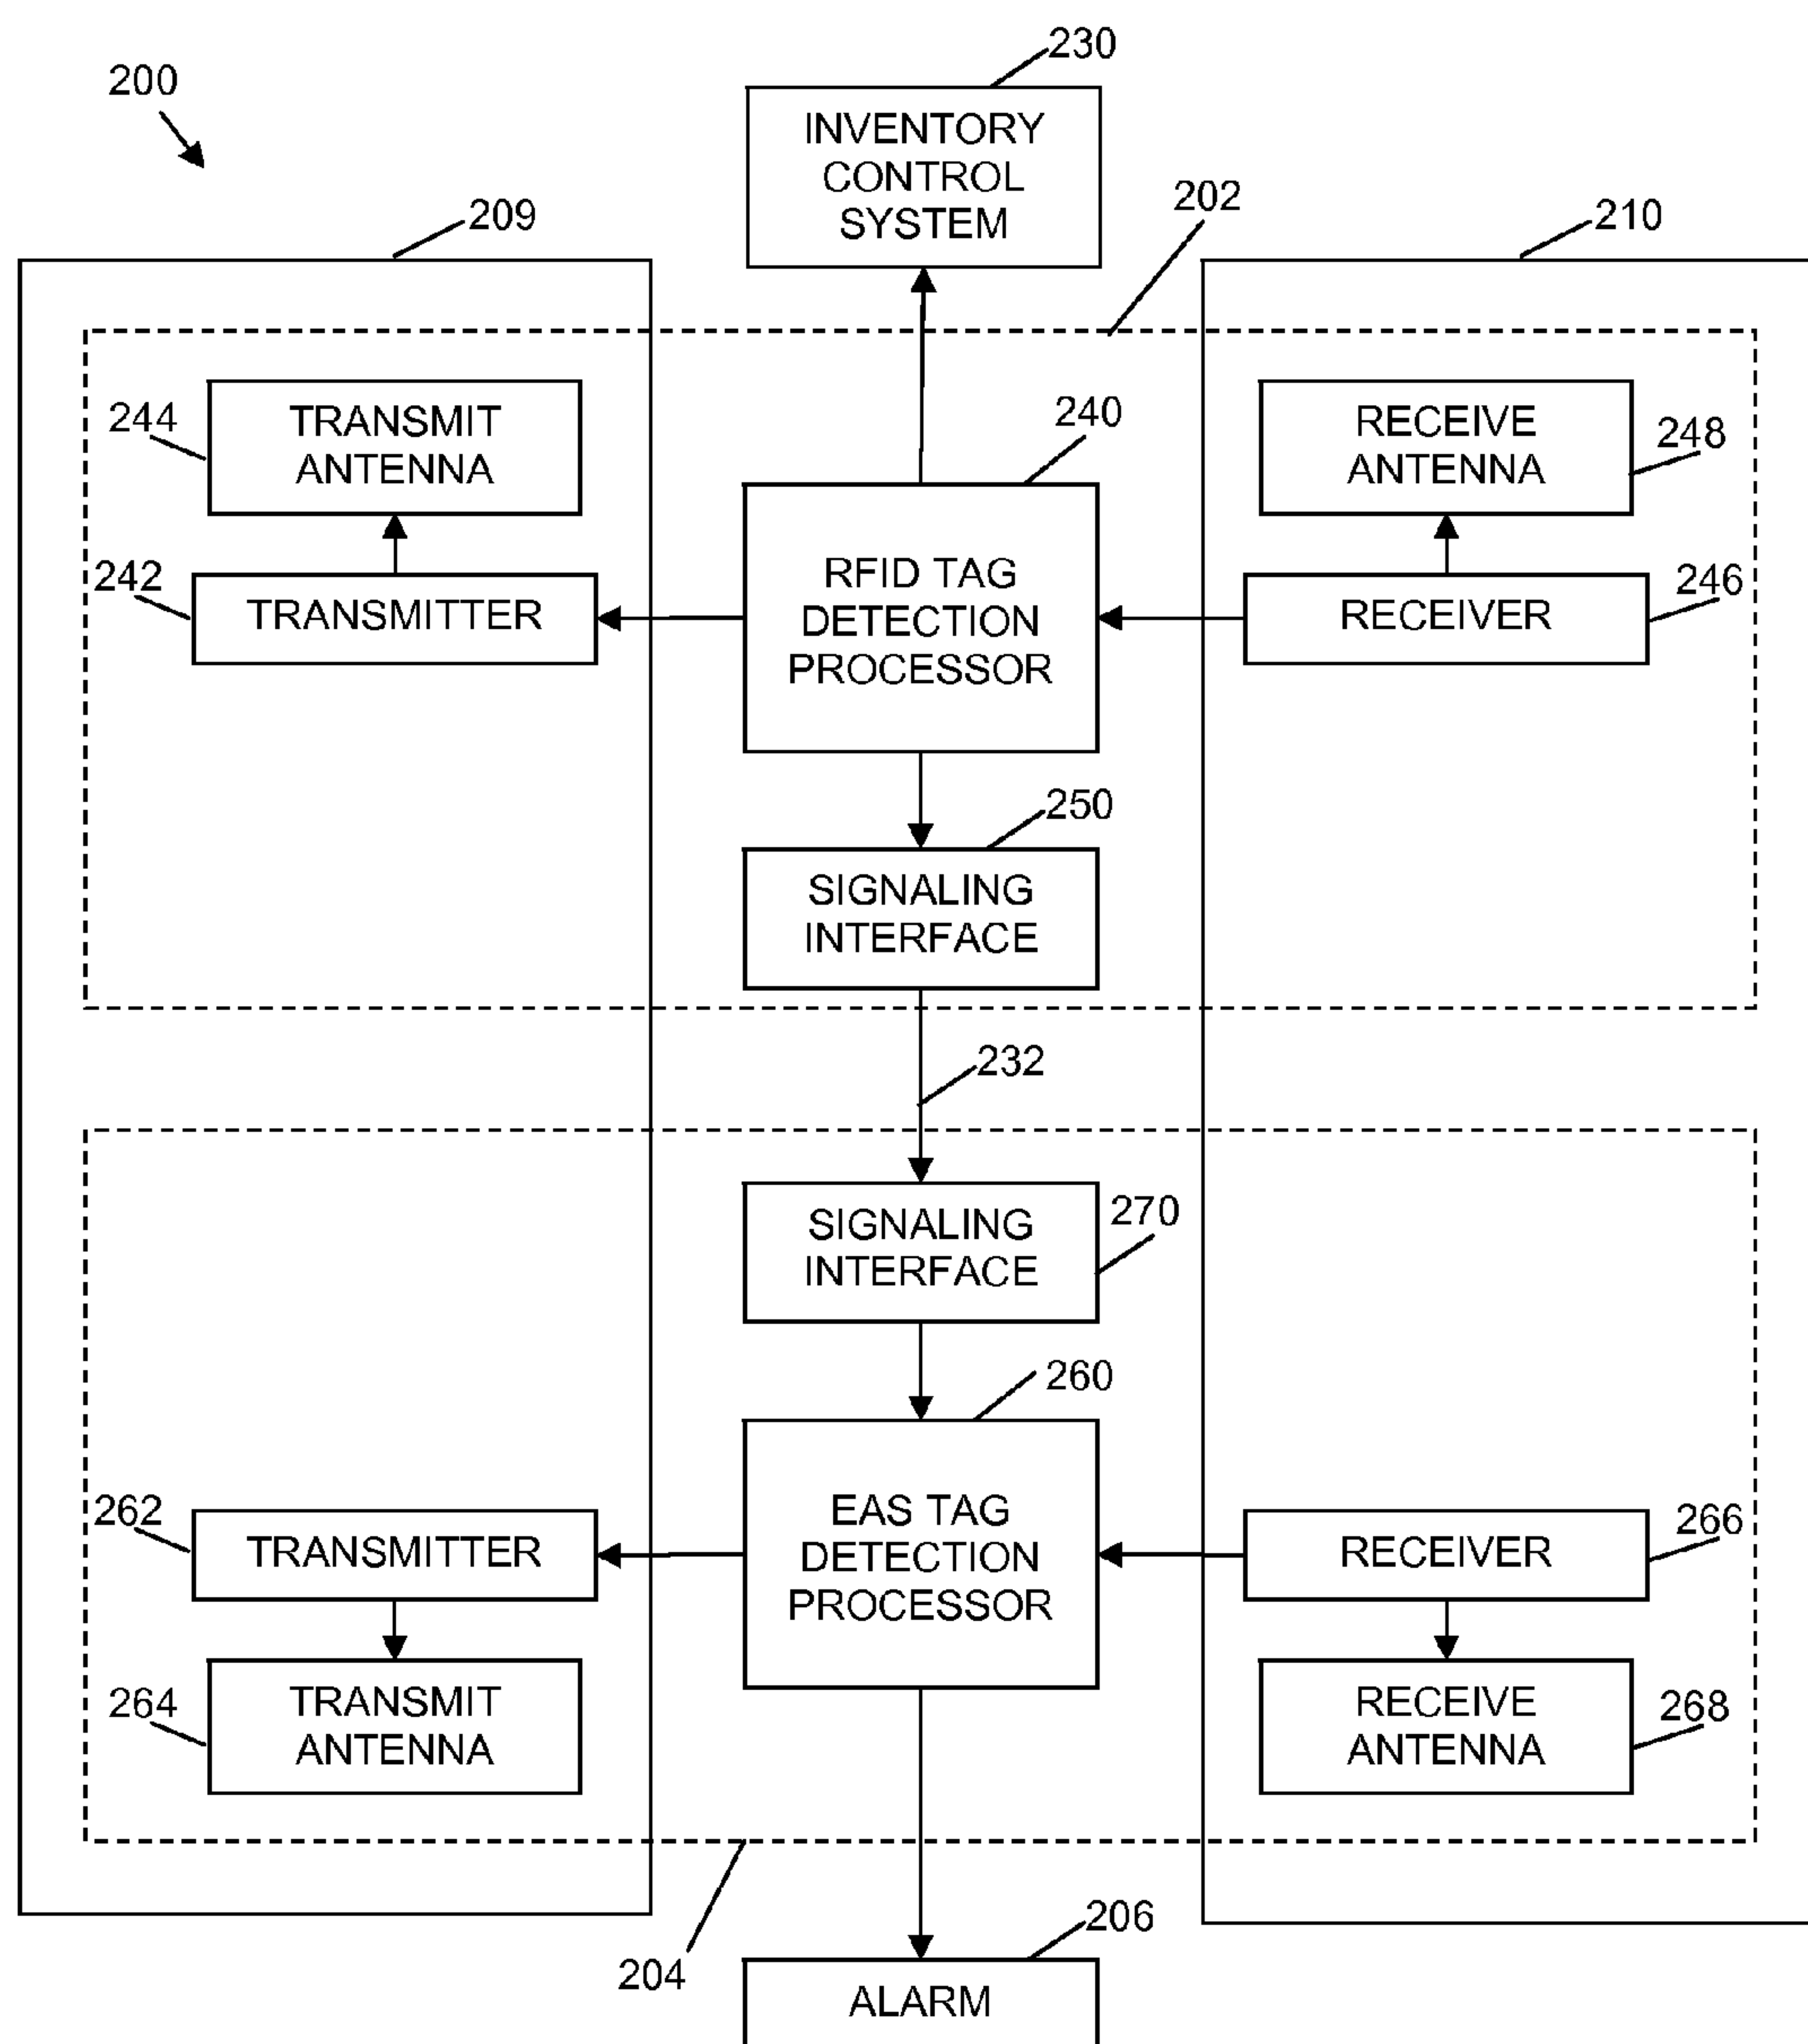 230
200
INVENTORY
CONTROL
SYSTEM
202
209
210
244
TRANSMIT
ANTENNA
240
RECEIVE
ANTENNA
248
242
TRANSMITTER
RFID TAG
DETECTION
PROCESSOR
RECEIVER
246
250
SIGNALING
INTERFACE
232
SIGNALING
INTERFACE
270
260
262
TRANSMITTER
EAS TAG
DETECTION
PROCESSOR
RECEIVER
266
264
TRANSMIT
ANTENNA
RECEIVE
ANTENNA
268
206
204
ALARM